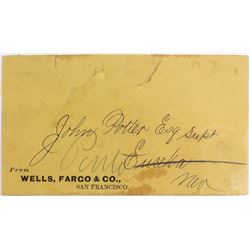 John Potter Esq Supt
Eureka
Nev
From
WELLS, FARGO & CO.,
SAN FRANCISCO.